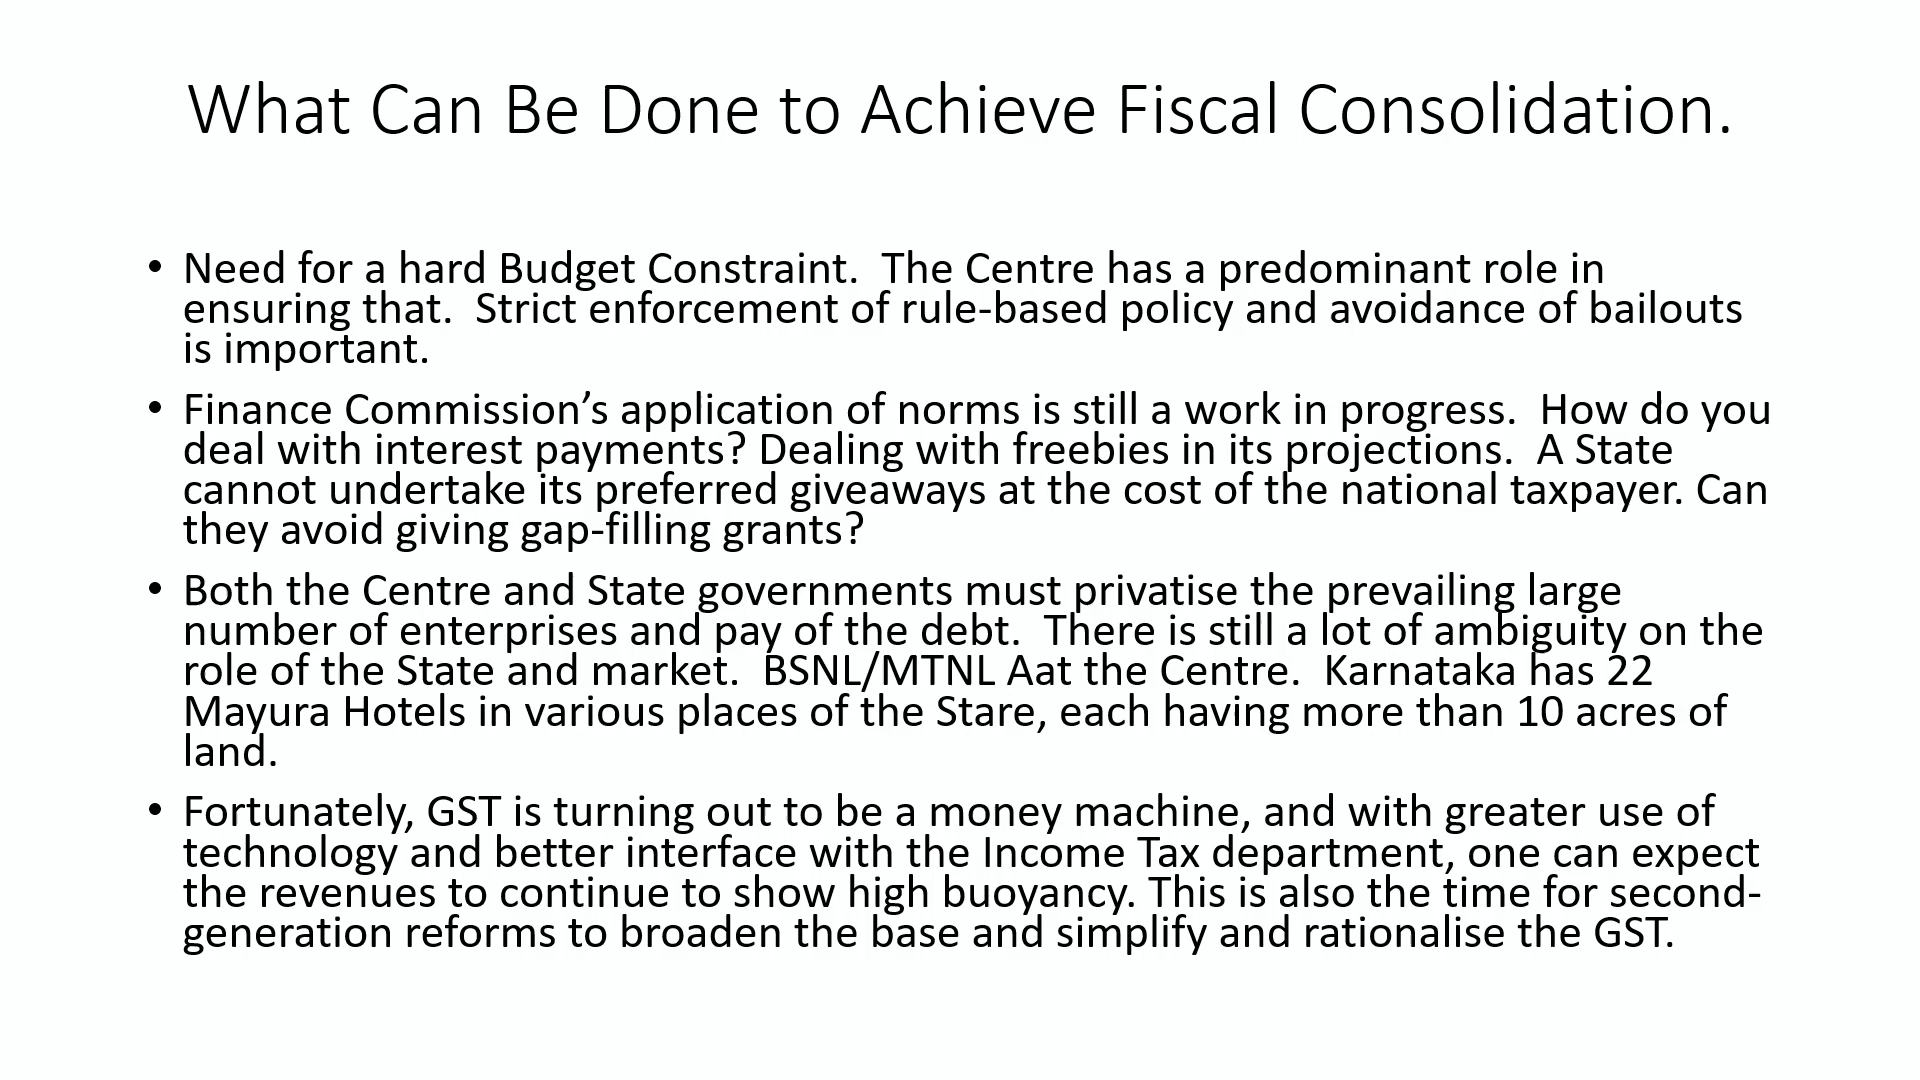 What Can Be Done to Achieve Fiscal Consolidation.
• Need for a hard Budget Constraint.  The Centre has a predominant role in
ensuring that.  Strict enforcement of rule-based policy and avoidance of bailouts
is important.
• Finance Commission’s application of norms is still a work in progress.  How do you
deal with interest payments? Dealing with freebies in its projections.  A State
cannot undertake its preferred giveaways at the cost of the national taxpayer. Can
they avoid giving gap-filling grants?
• Both the Centre and State governments must privatise the prevailing large
number of enterprises and pay of the debt.  There is still a lot of ambiguity on the
role of the State and market.  BSNL/MTNL Aat the Centre.  Karnataka has 22
Mayura Hotels in various places of the Stare, each having more than 10 acres of
land.
• Fortunately, GST is turning out to be a money machine, and with greater use of
technology and better interface with the Income Tax department, one can expect
the revenues to continue to show high buoyancy. This is also the time for second-
generation reforms to broaden the base and simplify and rationalise the GST.